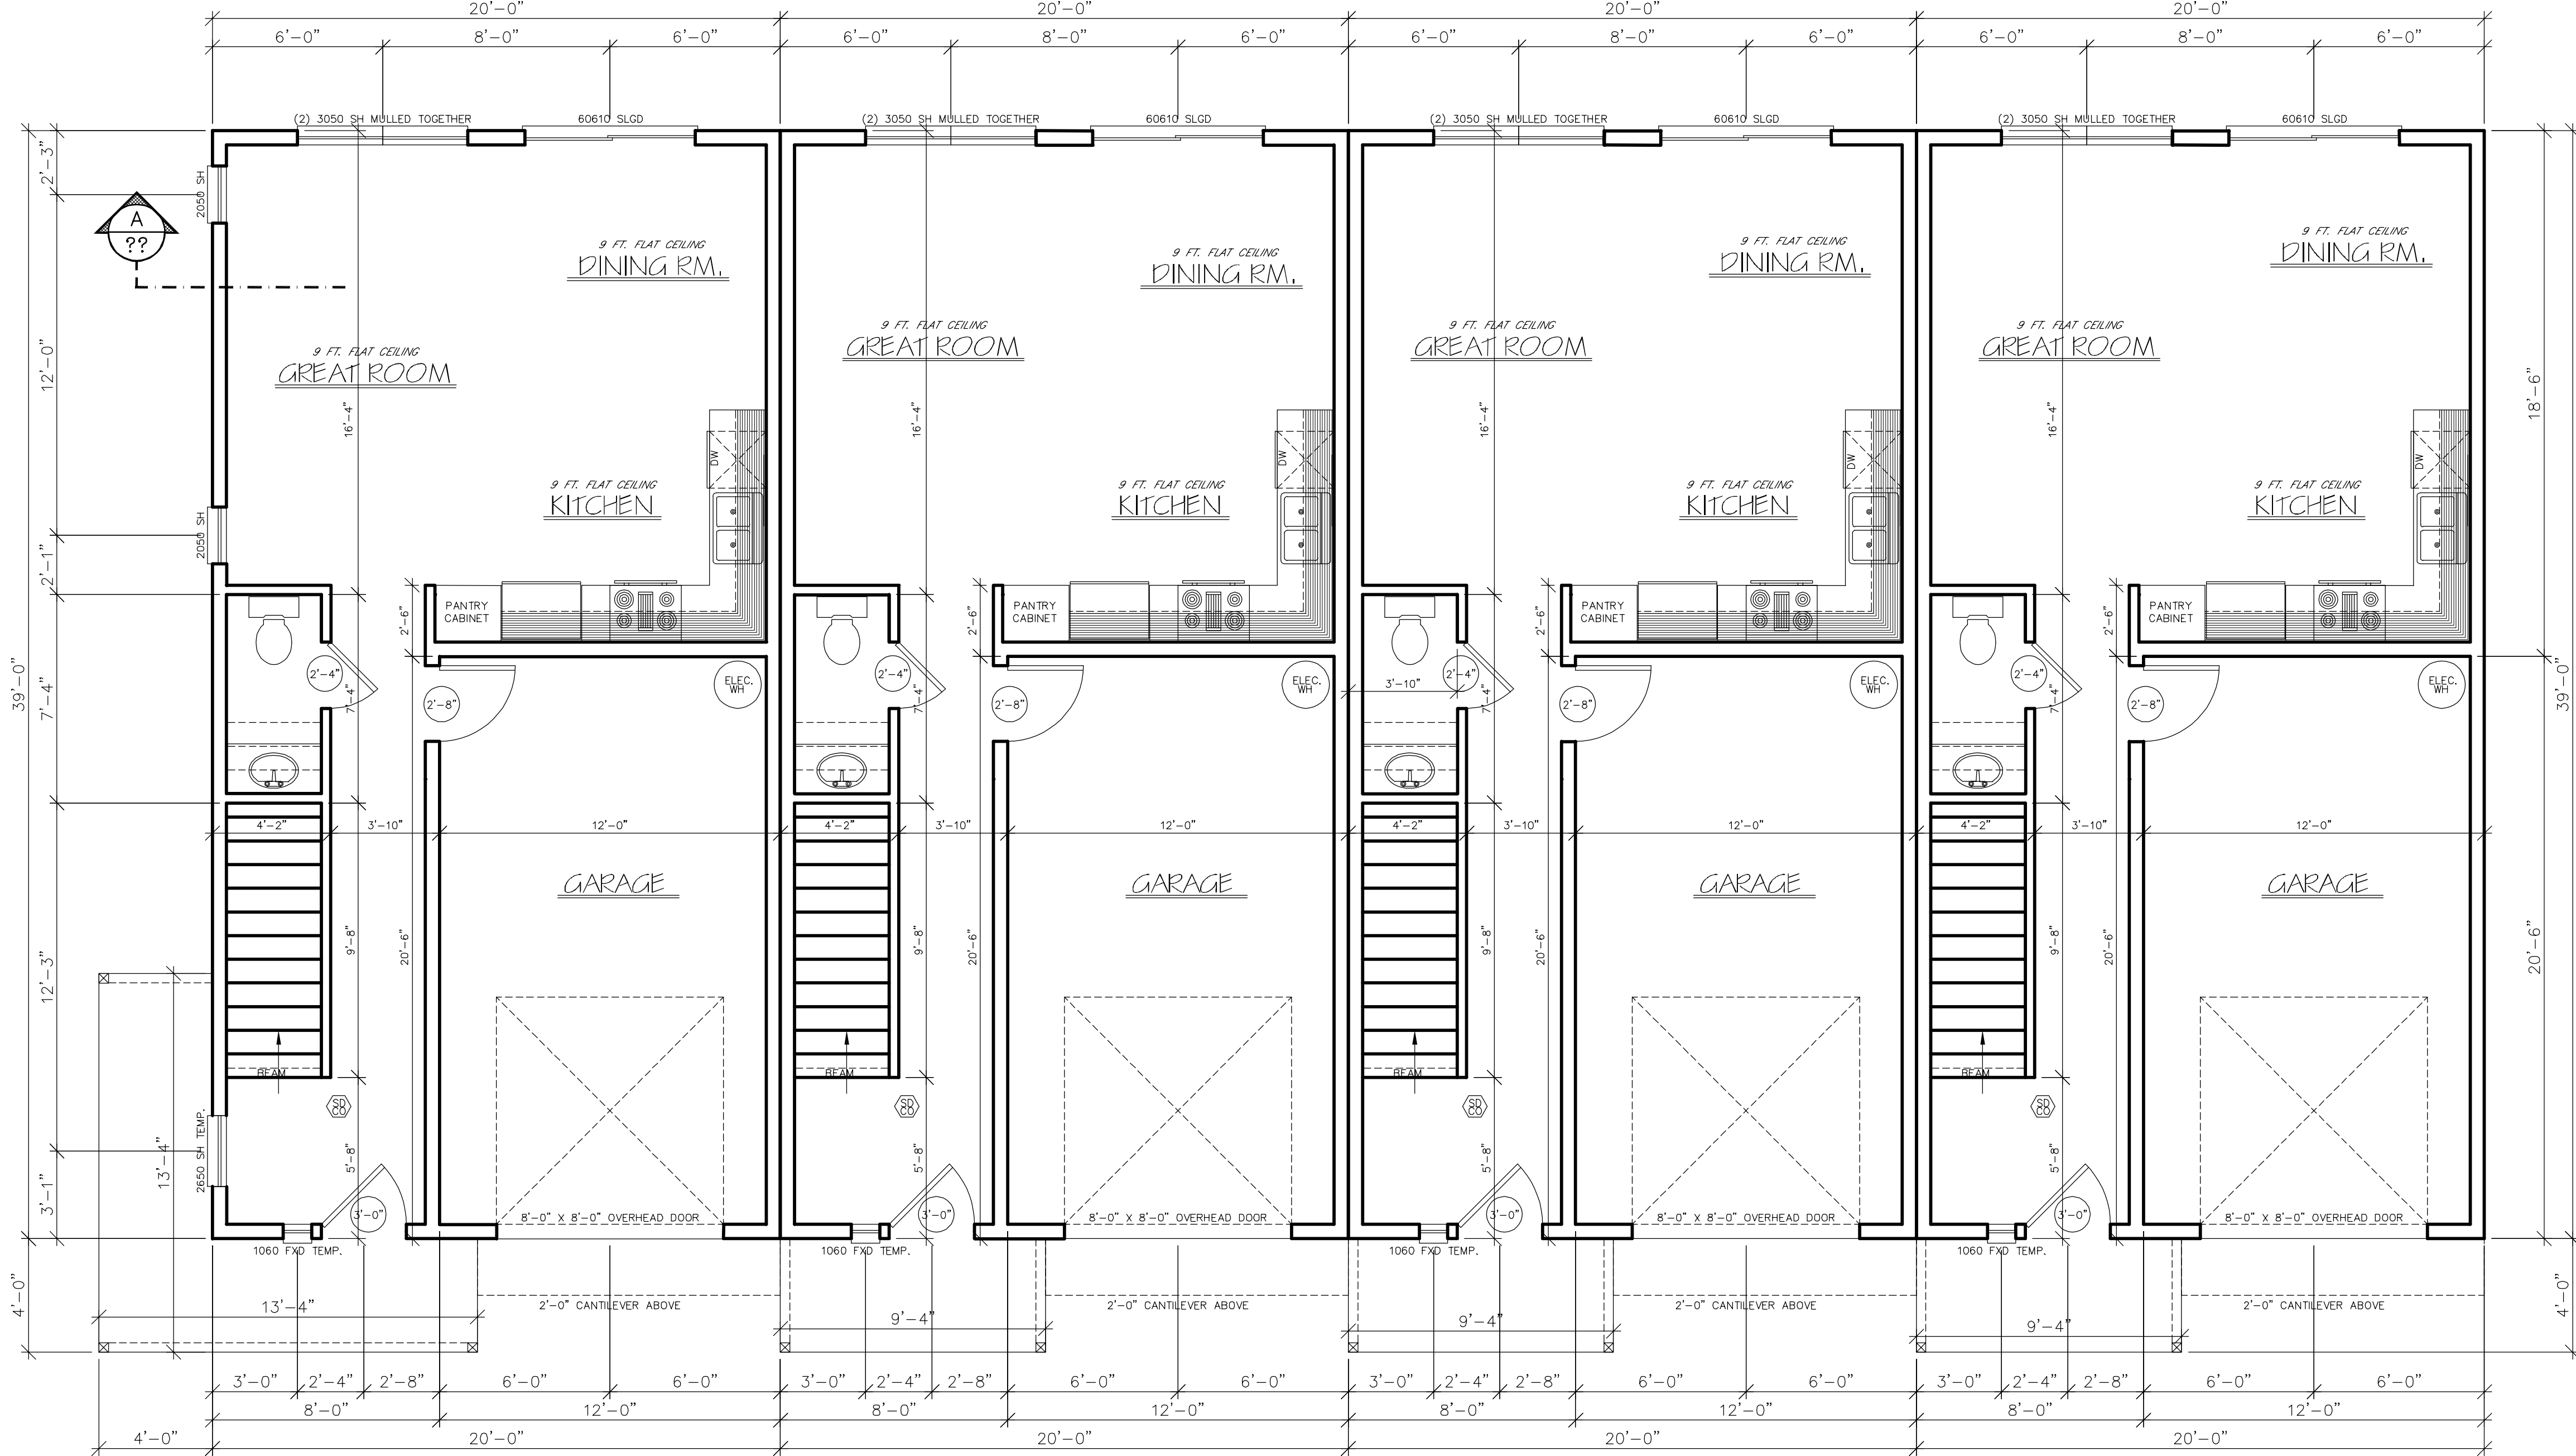 20'-0" 20'-0" 20'-0" 20'-0"
6'-0" 8'-0" 6'-0" 6'-0" 8'-0" 6'-0" 6'-0" 8'-0" 6'-0" 6'-0" 8'-0" 6'-0"
(2) 3050 SH MULLED TOGETHER 60610 SLGD (2) 3050 SH MULLED TOGETHER 60610 SLGD (2) 3050 SH MULLED TOGETHER 60610 SLGD (2) 3050 SH MULLED TOGETHER 60610 SLGD
2'-3"
2050 SH
A
??
9 FT. FLAT CEILING
DINING RM.
9 FT. FLAT CEILING
DINING RM.
9 FT. FLAT CEILING
DINING RM.
9 FT. FLAT CEILING
DINING RM.
9 FT. FLAT CEILING
GREAT ROOM
9 FT. FLAT CEILING
GREAT ROOM
9 FT. FLAT CEILING
GREAT ROOM
9 FT. FLAT CEILING
GREAT ROOM
12'-0"
18'-6"
16'-4" 16'-4" 16'-4" 16'-4"
DW DW DW DW
9 FT. FLAT CEILING
KITCHEN
9 FT. FLAT CEILING
KITCHEN
9 FT. FLAT CEILING
KITCHEN
9 FT. FLAT CEILING
KITCHEN
2050 SH
2'-1"
2'-6" 2'-6" 2'-6" 2'-6"
PANTRY
CABINET
PANTRY
CABINET
PANTRY
CABINET
PANTRY
CABINET
39'-0"
7'-4"
39'-0"
2'-4" 2'-4" 2'-4" 2'-4"
3'-10"
7'-4" 7'-4" 7'-4" 7'-4"
2'-8" 2'-8" 2'-8" 2'-8"
ELEC.
WH
ELEC.
WH
ELEC.
WH
ELEC.
WH
4'-2" 3'-10" 12'-0" 4'-2" 3'-10" 12'-0" 4'-2" 3'-10" 12'-0" 4'-2" 3'-10" 12'-0"
GARAGE GARAGE GARAGE GARAGE
12'-3"
9'-8" 20'-6" 9'-8" 20'-6" 9'-8" 20'-6" 9'-8" 20'-6"
20'-6"
BEAM BEAM BEAM BEAM
SD
CO
SD
CO
SD
CO
SD
CO
2650 SH TEMP.
13'-4"
5'-8" 5'-8" 5'-8" 5'-8"
3'-1"
3'-0" 3'-0" 3'-0" 3'-0"
8'-0" X 8'-0" OVERHEAD DOOR 8'-0" X 8'-0" OVERHEAD DOOR 8'-0" X 8'-0" OVERHEAD DOOR 8'-0" X 8'-0" OVERHEAD DOOR
1060 FXD TEMP. 1060 FXD TEMP. 1060 FXD TEMP. 1060 FXD TEMP.
4'-0" 4'-0"
13'-4" 9'-4" 9'-4" 9'-4"
2'-0" CANTILEVER ABOVE 2'-0" CANTILEVER ABOVE 2'-0" CANTILEVER ABOVE 2'-0" CANTILEVER ABOVE
3'-0" 2'-4" 2'-8" 6'-0" 6'-0" 3'-0" 2'-4" 2'-8" 6'-0" 6'-0" 3'-0" 2'-4" 2'-8" 6'-0" 6'-0" 3'-0" 2'-4" 2'-8" 6'-0" 6'-0"
8'-0" 12'-0" 8'-0" 12'-0" 8'-0" 12'-0" 8'-0" 12'-0"
4'-0" 20'-0" 20'-0" 20'-0" 20'-0"